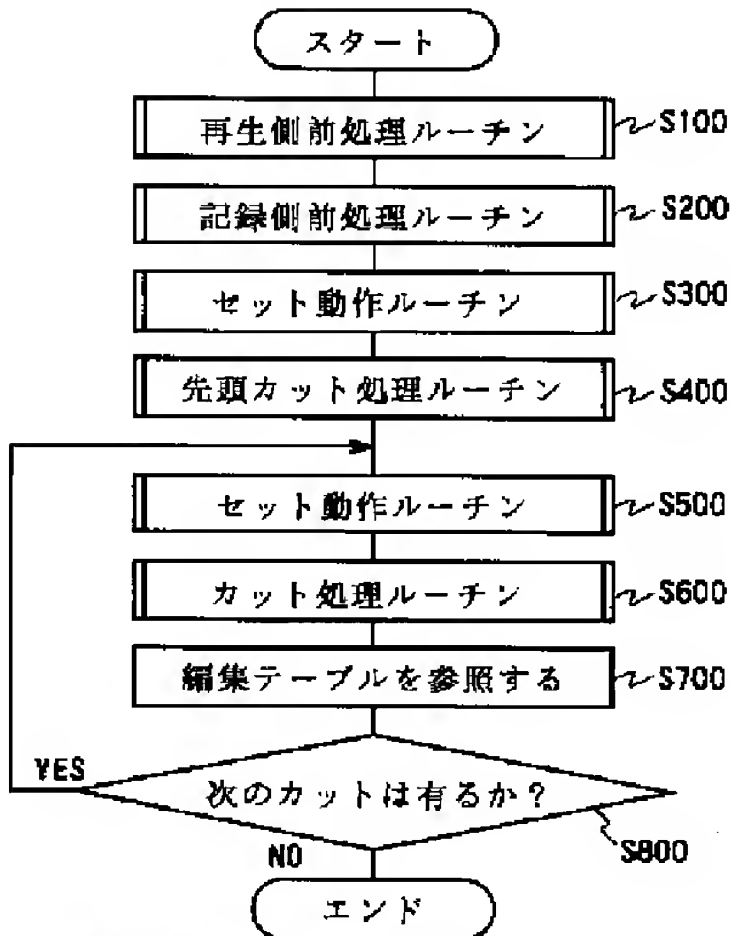 スタート
再生側前処理ルーチン S100
記録側前処理ルーチン S200
セット動作ルーチン S300
先頭カット処理ルーチン S400
セット動作ルーチン S500
カット処理ルーチン S600
編集テーブルを参照する S700
YES
次のカットは有るか?
S800
NO
エンド